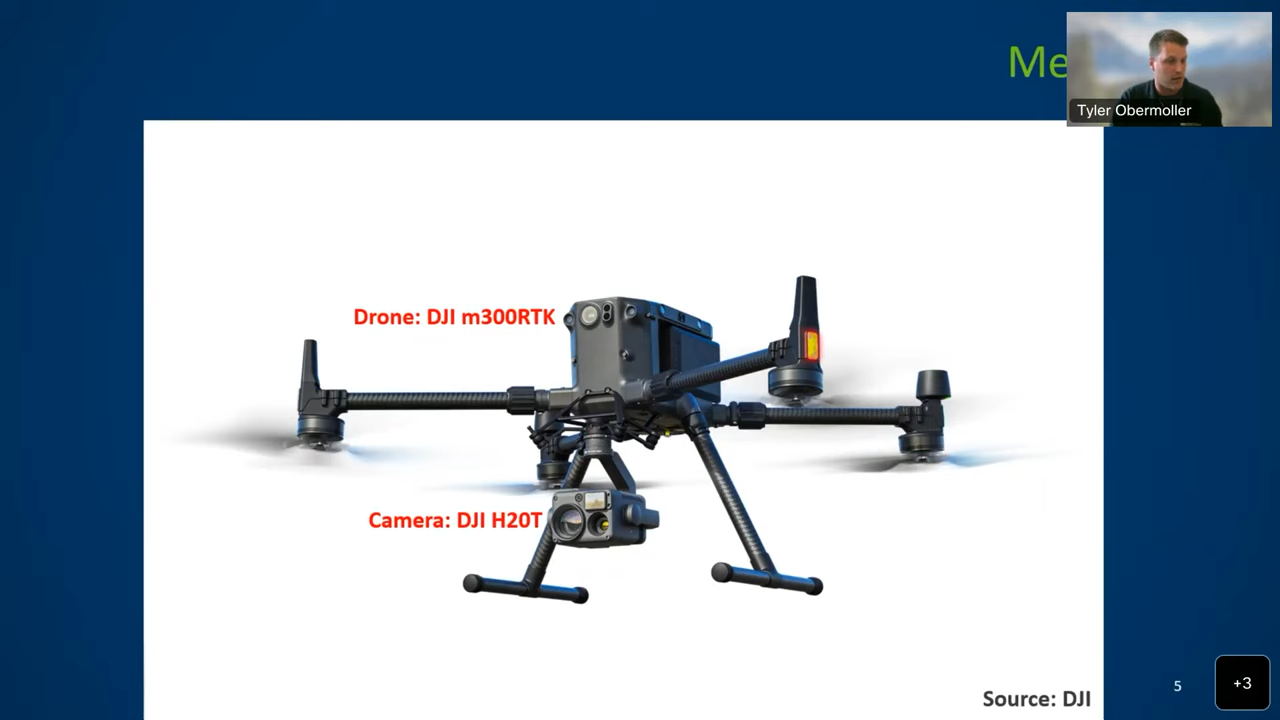 Me
Tyler Obermoller
Drone: DJI m300RTK
Camera: DJI H20T
Source: DJI
5
+3